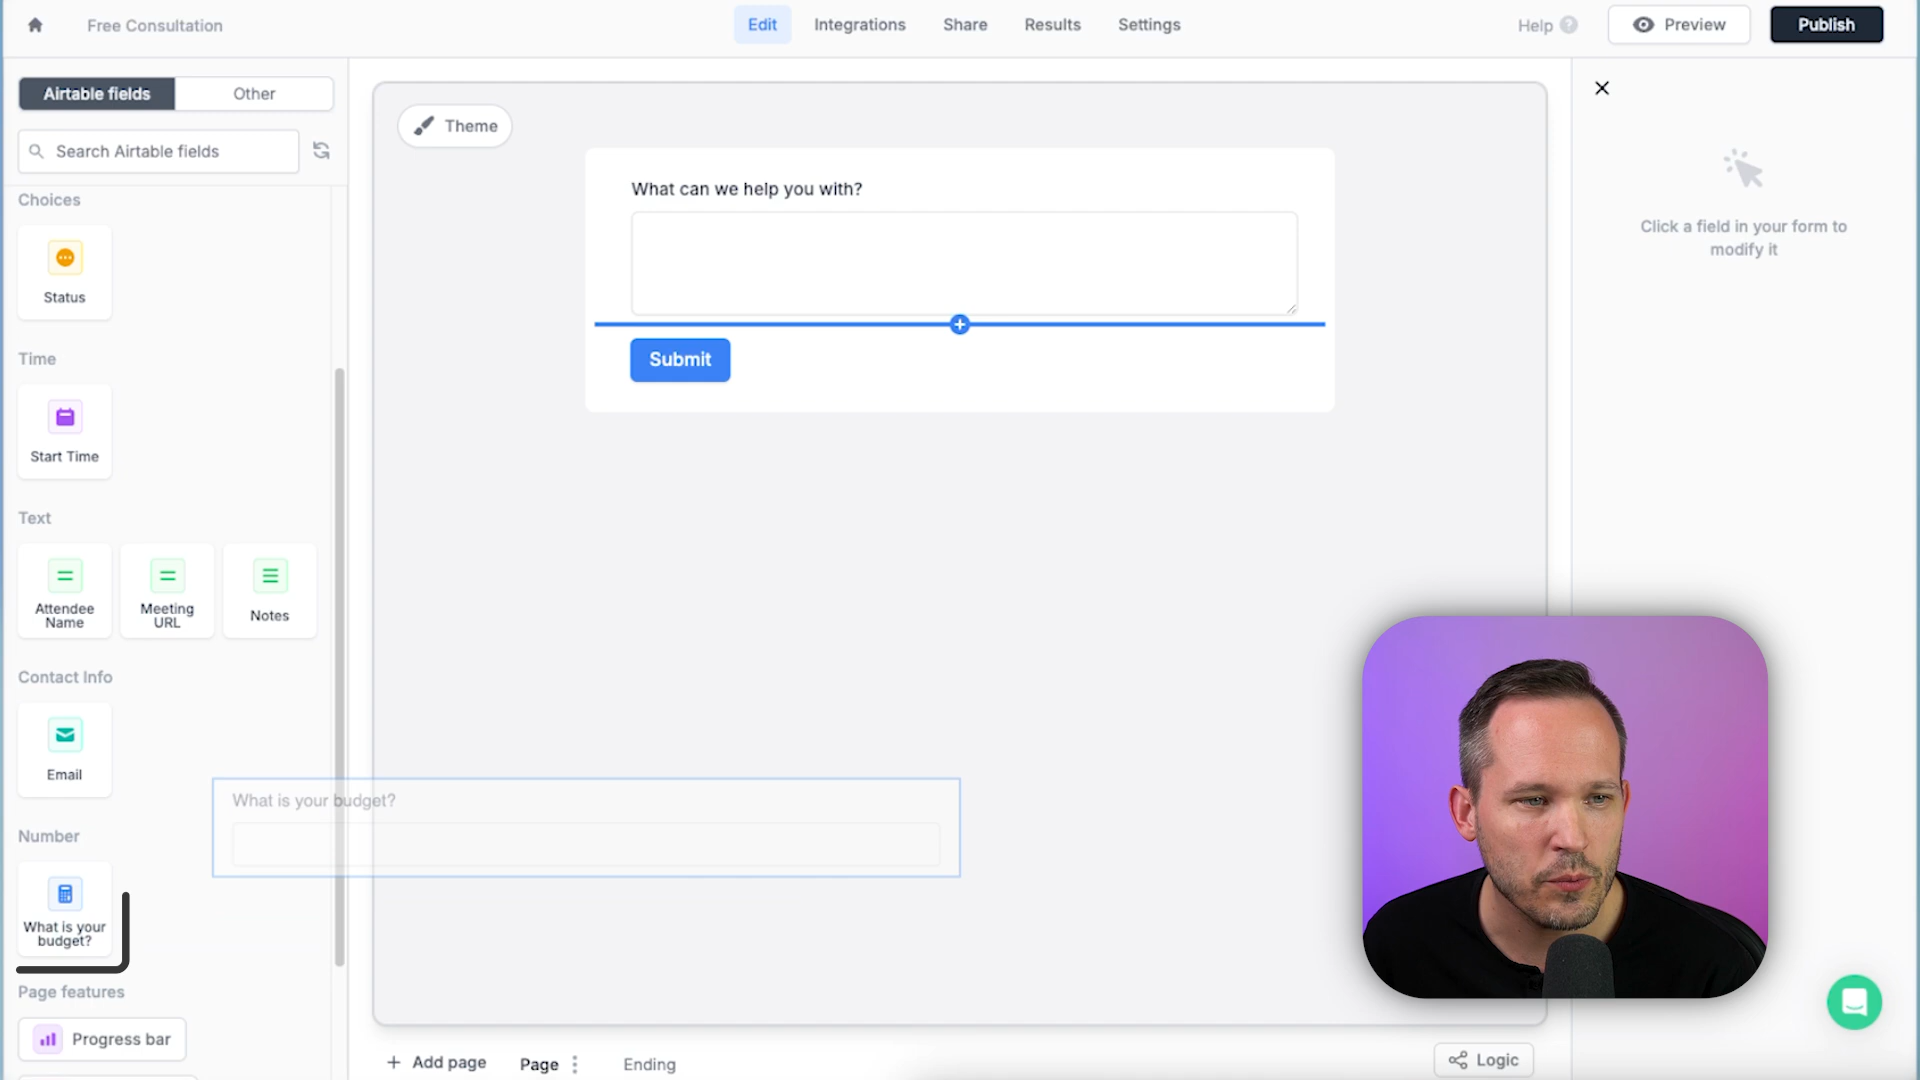 Free Consultation
Edit
Integrations
Share
Results
Settings
Help
Preview
Publish
Airtable fields
Other
Search Airtable fields
Choices
Status
Time
Start Time
Text
Attendee
Name
Meeting
URL
Notes
Contact Info
Email
Number
What is your
budget?
Page features
Progress bar
Theme
What can we help you with?
Submit
What is your budget?
Click a field in your form to
modify it
Add page
Page
Ending
Logic